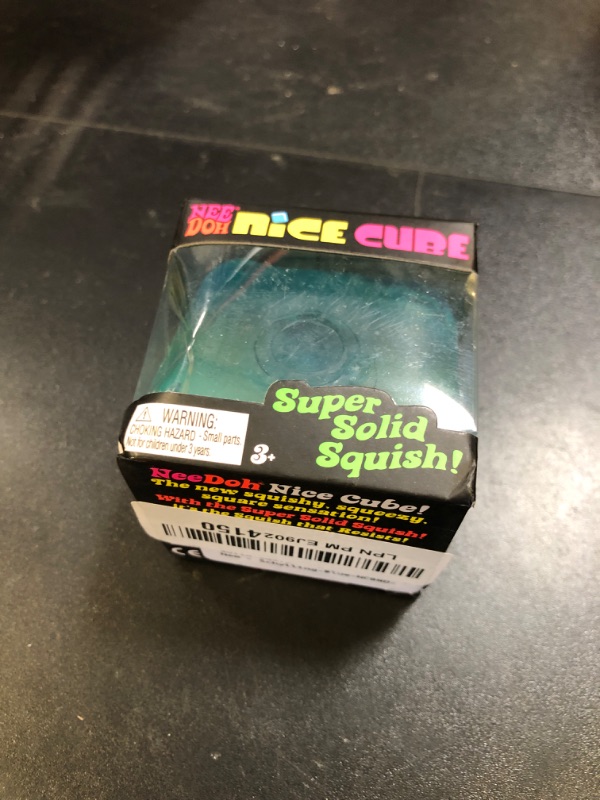 NEE DOH™ NiCE CUBE
Super
Solid
Squish!
WARNING:
CHOKING HAZARD - Small parts.
Not for children under 3 years.
3+
NeeDoh® Nice Cube!
The new squishy, squeezy,
square sensation!
With the Super Solid Squish!
it's the Squish that Resists!
LPN PM EJ9024150
CE